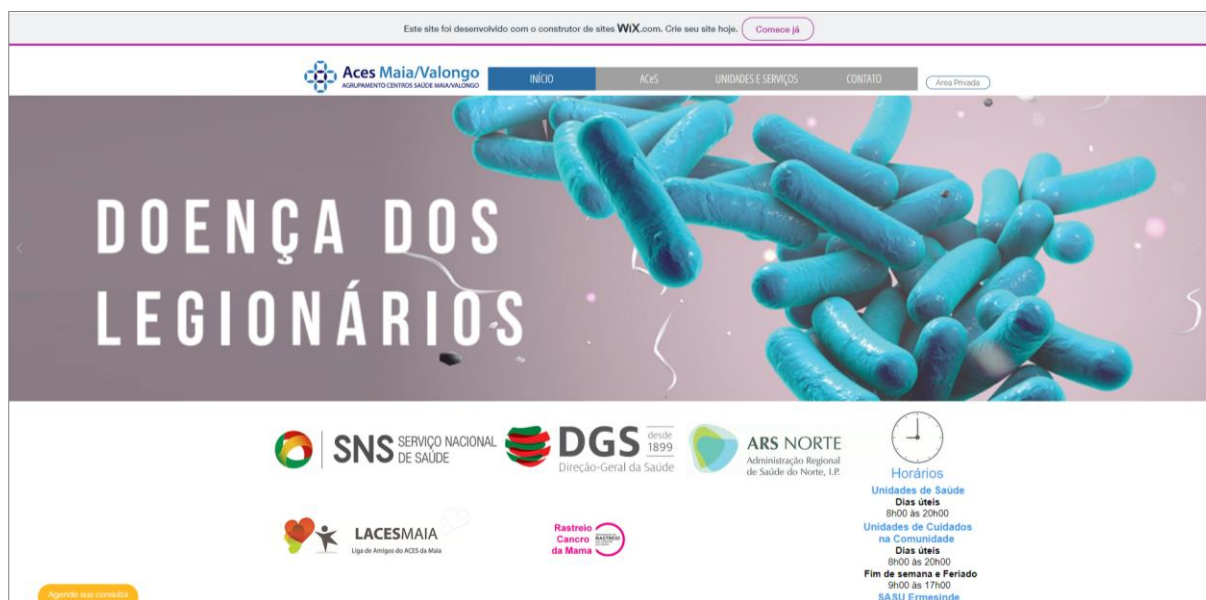 Este site foi desenvolvido com o construtor de sites WiX.com. Crie seu site hoje.
Comece já
Aces Maia/Valongo
AGRUPAMENTO CENTROS SAÚDE MAIA/VALONGO
INÍCIO
ACeS
UNIDADES E SERVIÇOS
CONTATO
Área Privada
DOENÇA DOS
LEGIONÁRIOS
SNS SERVIÇO NACIONAL
DE SAÚDE
DGS desde
1899
Direção-Geral da Saúde
ARS NORTE
Administração Regional
de Saúde do Norte, I.P.
Horários
Unidades de Saúde
Dias úteis
8h00 às 20h00
Unidades de Cuidados
na Comunidade
Dias úteis
8h00 às 20h00
Fim de semana e Feriado
9h00 às 17h00
SASU Ermesinde
LACESMAIA
Liga de Amigos do ACES da Maia
Rastreio
Cancro
da Mama
RASTREIO
Agende sua consulta